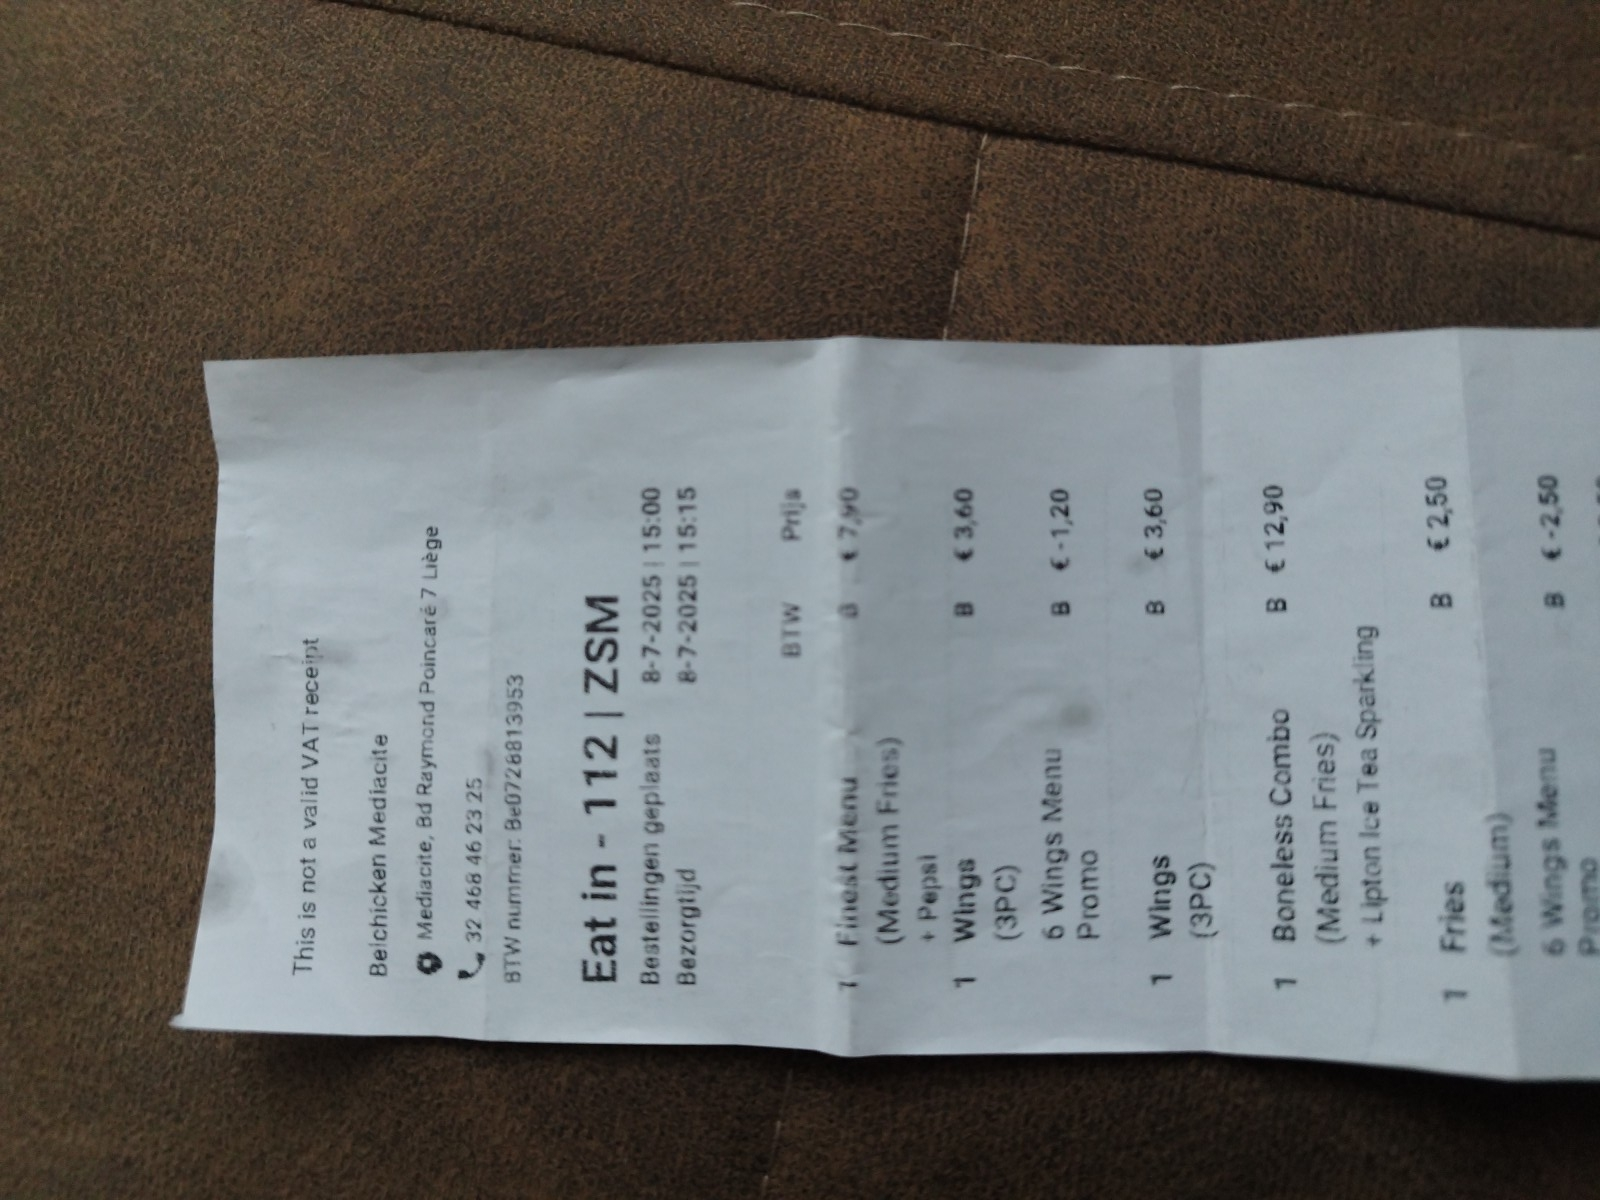 This is not a valid VAT receipt
Belchicken Mediacite
Mediacite, Bd Raymond Poincaré 7 Liège
32 468 46 23 25
BTW nummer: Be0728813953
Eat in - 112 | ZSM
Bestellingen geplaats 8-7-2025 | 15:00
Bezorgtijd 8-7-2025 | 15:15
BTW Prijs
1 Finest Menu B € 7,90
(Medium Fries)
+ Pepsi
1 Wings B € 3,60
(3PC)
6 Wings Menu B € -1,20
Promo
1 Wings B € 3,60
(3PC)
1 Boneless Combo B € 12,90
(Medium Fries)
+ Lipton Ice Tea Sparkling
1 Fries B € 2,50
(Medium)
6 Wings Menu B € -2,50
Promo